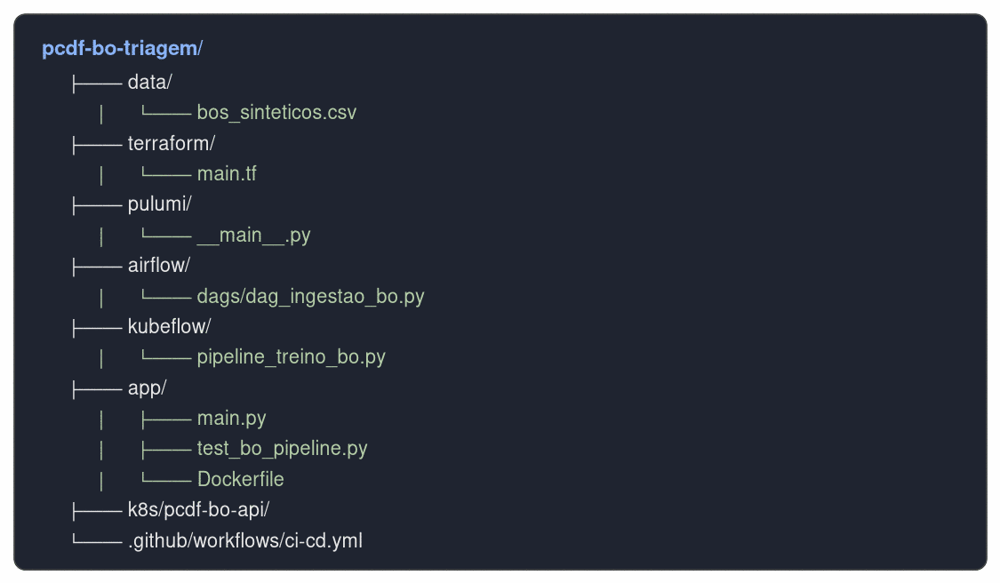 pcdf-bo-triagem/
├── data/
│ └── bos_sinteticos.csv
├── terraform/
│ └── main.tf
├── pulumi/
│ └── __main__.py
├── airflow/
│ └── dags/dag_ingestao_bo.py
├── kubeflow/
│ └── pipeline_treino_bo.py
├── app/
│ ├── main.py
│ ├── test_bo_pipeline.py
│ └── Dockerfile
├── k8s/pcdf-bo-api/
└── .github/workflows/ci-cd.yml